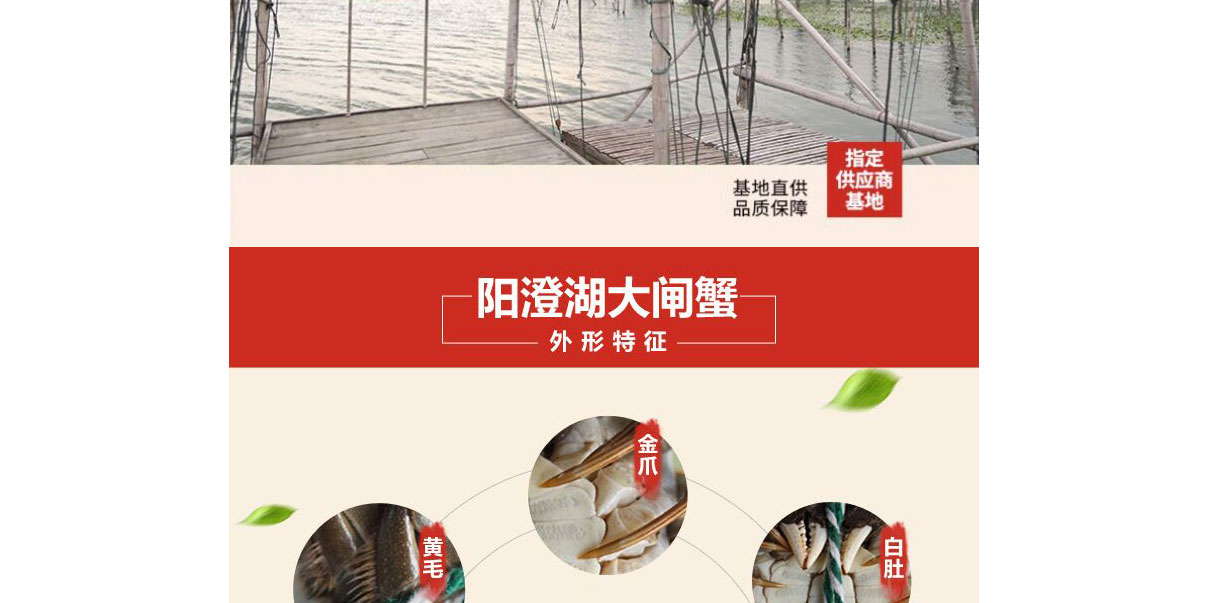 基地直供
品质保障
指定
供应商
基地
阳澄湖大闸蟹
外形特征
金爪
黄毛
白肚